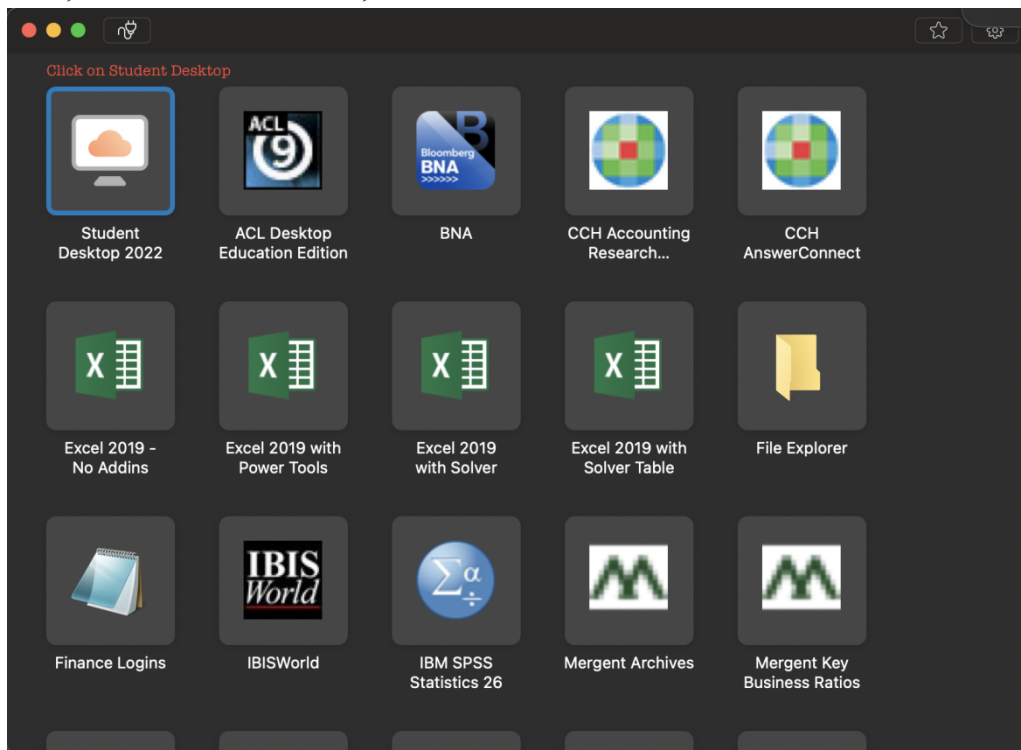 Click on Student Desktop
Student
Desktop 2022
ACL
9
ACL Desktop
Education Edition
B
Bloomberg
BNA
>>>>>>
BNA
CCH Accounting
Research...
CCH
AnswerConnect
X
Excel 2019 -
No Addins
X
Excel 2019 with
Power Tools
X
Excel 2019
with Solver
X
Excel 2019 with
Solver Table
File Explorer
Finance Logins
IBIS
World
IBISWorld
Σα
÷
IBM SPSS
Statistics 26
Mergent Archives
Mergent Key
Business Ratios